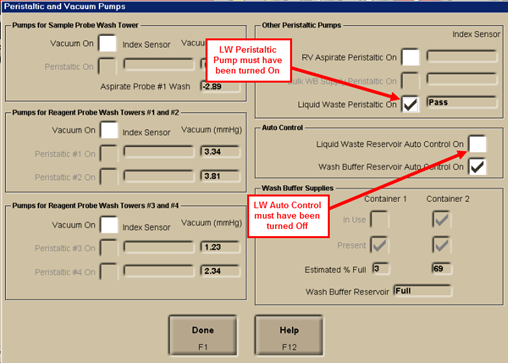 Peristaltic and Vacuum Pumps
Pumps for Sample Probe Wash Tower
Vacuum On
Index Sensor
Peristaltic On
Aspirate Probe #1 Wash
-2.89
Pumps for Reagent Probe Wash Towers #1 and #2
Vacuum On
Index Sensor
Vacuum (mmHg)
Peristaltic #1 On
3.34
Peristaltic #2 On
3.81
Pumps for Reagent Probe Wash Towers #3 and #4
Vacuum On
Index Sensor
Vacuum (mmHg)
Peristaltic #3 On
1.23
Peristaltic #4 On
2.34
LW Peristaltic
Pump must have
been turned On
Other Peristaltic Pumps
Index Sensor
RV Aspirate Peristaltic On
Bulk WB Supply Peristaltic On
Liquid Waste Peristaltic On
Pass
Auto Control
Liquid Waste Reservoir Auto Control On
Wash Buffer Reservoir Auto Control On
LW Auto Control
must have been
turned Off
Wash Buffer Supplies
Container 1
Container 2
In Use
Present
Estimated % Full
3
69
Wash Buffer Reservoir
Full
Done
F1
Help
F12